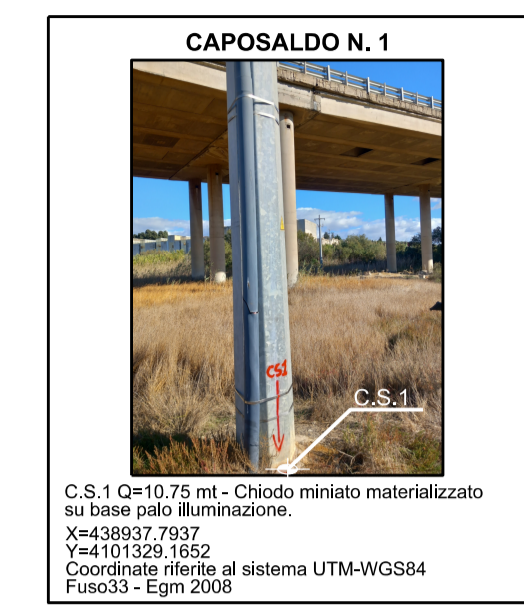 CAPOSALDO N. 1
CS1
C.S.1
C.S.1 Q=10.75 mt - Chiodo miniato materializzato
su base palo illuminazione.
X=438937.7937
Y=4101329.1652
Coordinate riferite al sistema UTM-WGS84
Fuso33 - Egm 2008